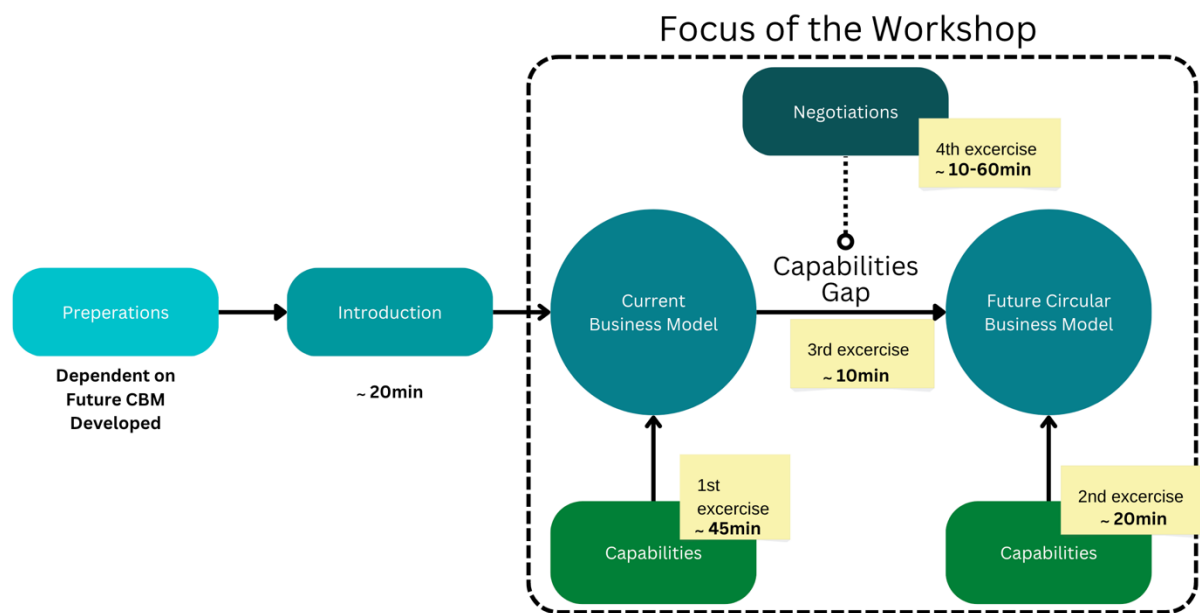 Focus of the Workshop
Negotiations
4th excercise
~ 10-60min
Preperations
Dependent on
Future CBM
Developed
Introduction
~ 20min
Current
Business Model
Capabilities
Gap
3rd excercise
~ 10min
Future Circular
Business Model
1st
excercise
~ 45min
Capabilities
2nd excercise
~ 20min
Capabilities